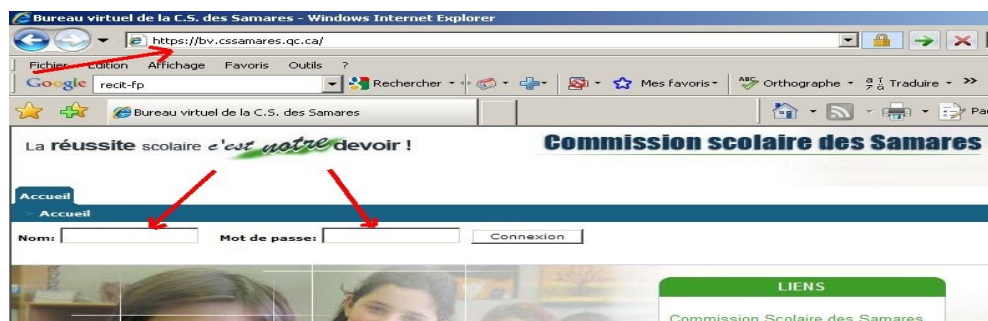 Bureau virtuel de la C.S. des Samares - Windows Internet Explorer
https://bv.cssamares.qc.ca/
Fichier Edition Affichage Favoris Outils ?
Google recit-fp Rechercher Mes favoris Orthographe Traduire
Bureau virtuel de la C.S. des Samares
La réussite scolaire c'est notre devoir !
Commission scolaire des Samares
Accueil
> Accueil
Nom: Mot de passe: Connexion
LIENS
Commission Scolaire des Samares